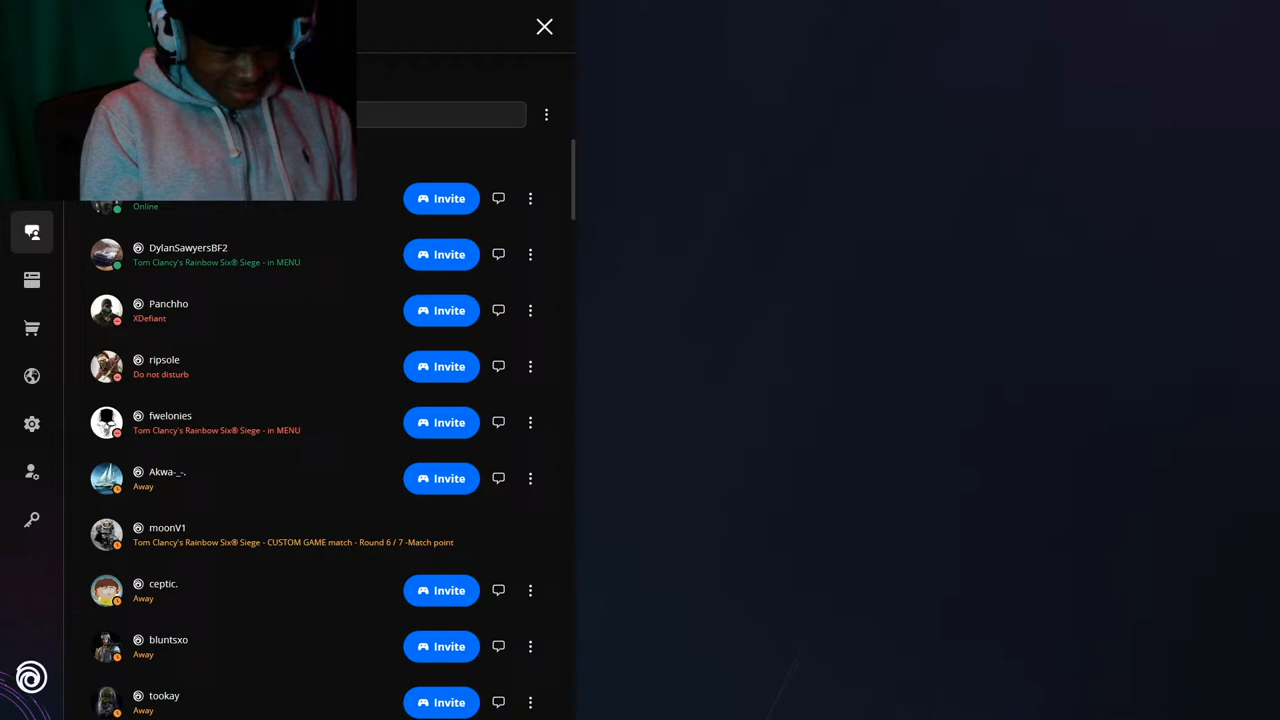 Online
Invite
DylanSawyersBF2
Tom Clancy's Rainbow Six® Siege - in MENU
Invite
Panchho
XDefiant
Invite
ripsole
Do not disturb
Invite
fwelonies
Tom Clancy's Rainbow Six® Siege - in MENU
Invite
Akwa-_-.
Away
Invite
moonV1
Tom Clancy's Rainbow Six® Siege - CUSTOM GAME match - Round 6 / 7 -Match point
ceptic.
Away
Invite
bluntsxo
Away
Invite
tookay
Away
Invite